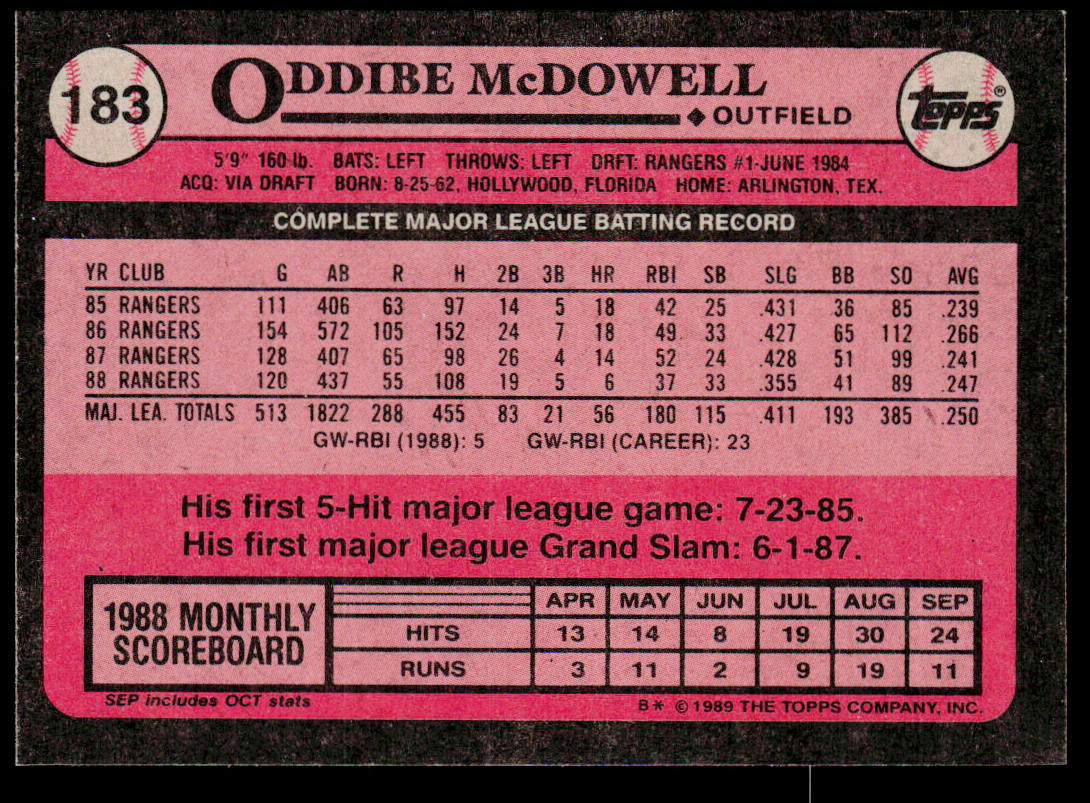 183
ODDIBE McDOWELL
◆ OUTFIELD
TOPPS®
5'9" 160 lb. BATS: LEFT THROWS: LEFT DRFT: RANGERS #1-JUNE 1984
ACQ: VIA DRAFT BORN: 8-25-62, HOLLYWOOD, FLORIDA HOME: ARLINGTON, TEX.
COMPLETE MAJOR LEAGUE BATTING RECORD
YR CLUB G AB R H 2B 3B HR RBI SB SLG BB SO AVG
85 RANGERS 111 406 63 97 14 5 18 42 25 .431 36 85 .239
86 RANGERS 154 572 105 152 24 7 18 49 33 .427 65 112 .266
87 RANGERS 128 407 65 98 26 4 14 52 24 .428 51 99 .241
88 RANGERS 120 437 55 108 19 5 6 37 33 .355 41 89 .247
MAJ. LEA. TOTALS 513 1822 288 455 83 21 56 180 115 .411 193 385 .250
GW-RBI (1988): 5 GW-RBI (CAREER): 23
His first 5-Hit major league game: 7-23-85.
His first major league Grand Slam: 6-1-87.
1988 MONTHLY
SCOREBOARD
APR MAY JUN JUL AUG SEP
HITS 13 14 8 19 30 24
RUNS 3 11 2 9 19 11
SEP includes OCT stats
B* © 1989 THE TOPPS COMPANY, INC.